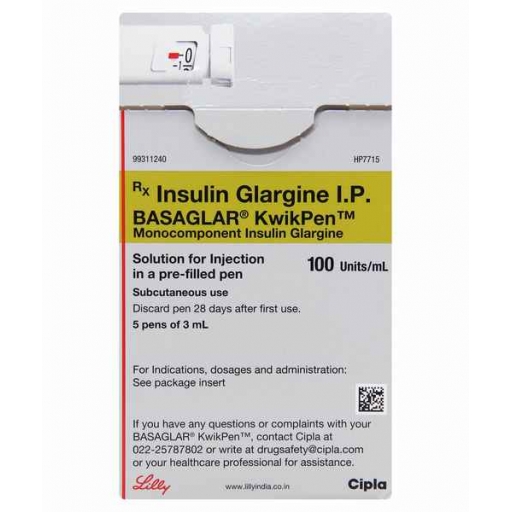 0
99311240 HP7715
Rx Insulin Glargine I.P.
BASAGLAR® KwikPen™
Monocomponent Insulin Glargine
Solution for Injection
in a pre-filled pen
100 Units/mL
Subcutaneous use
Discard pen 28 days after first use.
5 pens of 3 mL
For Indications, dosages and administration:
See package insert
If you have any questions or complaints with your
BASAGLAR® KwikPen™, contact Cipla at
022-25787802 or write at drugsafety@cipla.com
or your healthcare professional for assistance.
Lilly www.lillyindia.co.in Cipla